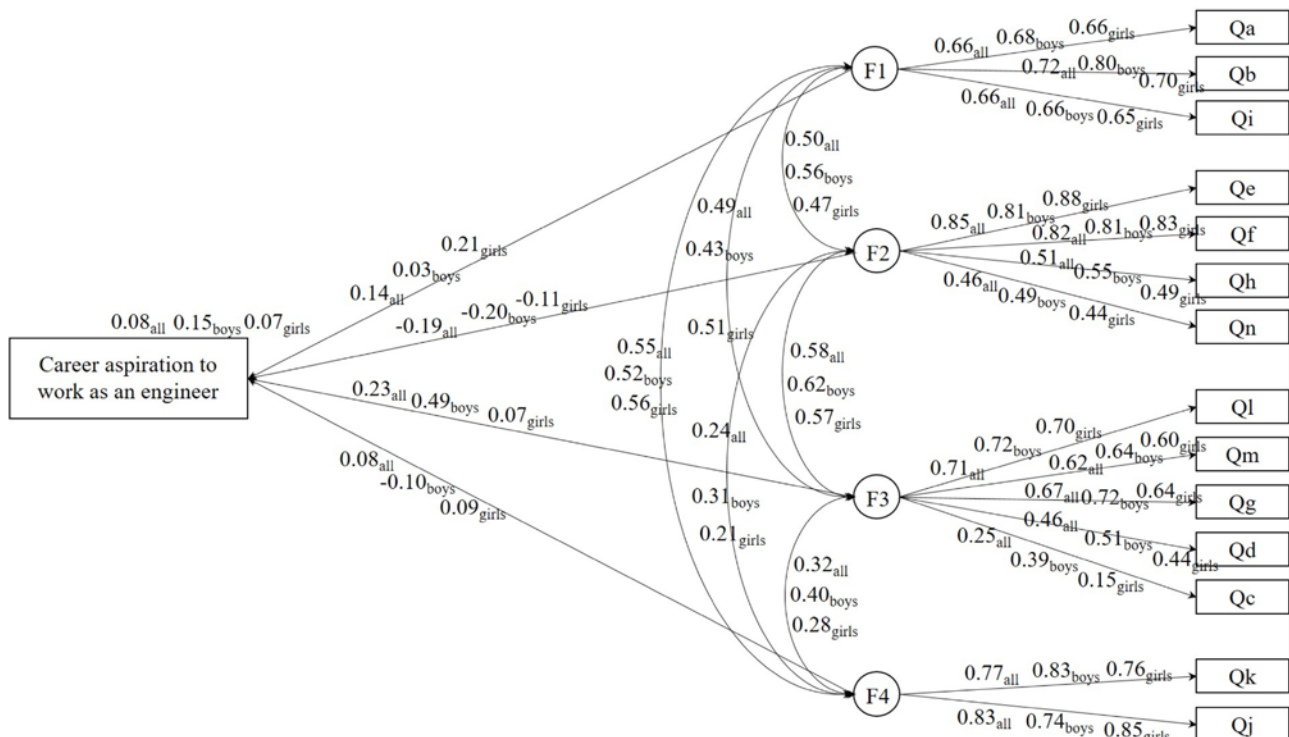 0.66all 0.68boys 0.66girls
Qa
F1
0.72all 0.80boys 0.70girls
Qb
0.66all 0.66boys 0.65girls
Qi
0.50all
0.56boys
0.47girls
0.49all
0.43boys
0.51girls
0.85all 0.81boys 0.88girls
Qe
F2
0.82all 0.81boys 0.83girls
Qf
0.51all 0.55boys 0.49girls
Qh
0.46all 0.49boys 0.44girls
Qn
0.21girls
0.03boys
0.14all
-0.19all -0.20boys -0.11girls
0.08all 0.15boys 0.07girls
Career aspiration to
work as an engineer
0.55all
0.52boys
0.56girls
0.58all
0.62boys
0.57girls
0.23all 0.49boys 0.07girls
0.24all
0.31boys
0.21girls
0.08all
-0.10boys
0.09girls
0.71all 0.72boys 0.70girls
Ql
0.62all 0.64boys 0.60girls
Qm
F3
0.67all 0.72boys 0.64girls
Qg
0.46all 0.51boys 0.44girls
Qd
0.25all 0.39boys 0.15girls
Qc
0.32all
0.40boys
0.28girls
F4
0.77all 0.83boys 0.76girls
Qk
0.83all 0.74boys 0.85girls
Qj